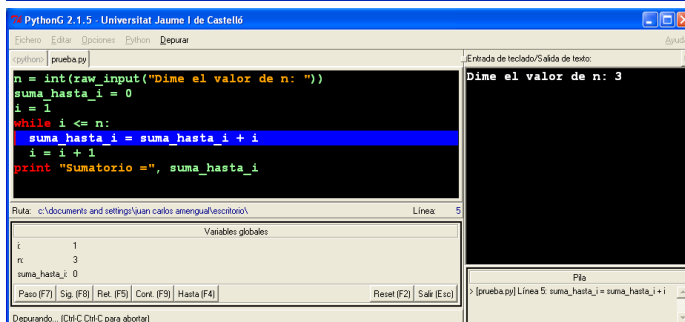 PythonG 2.1.5 - Universitat Jaume I de Castelló
Fichero Editar Opciones Python Depurar Ayuda
<python> prueba.py
n = int(raw_input("Dime el valor de n: "))
suma_hasta_i = 0
i = 1
while i <= n:
suma_hasta_i = suma_hasta_i + i
i = i + 1
print "Sumatorio =", suma_hasta_i
Ruta: c:\documents and settings\juan carlos amengual\escritorio\ Línea: 5
Variables globales
i: 1
n: 3
suma_hasta_i: 0
Paso (F7) Sig. (F8) Ret. (F5) Cont. (F9) Hasta (F4) Reset (F2) Salir (Esc)
Depurando... (Ctrl-C Ctrl-C para abortar)
Entrada de teclado/Salida de texto:
Dime el valor de n: 3
Pila
> [prueba.py] Línea 5: suma_hasta_i = suma_hasta_i + i